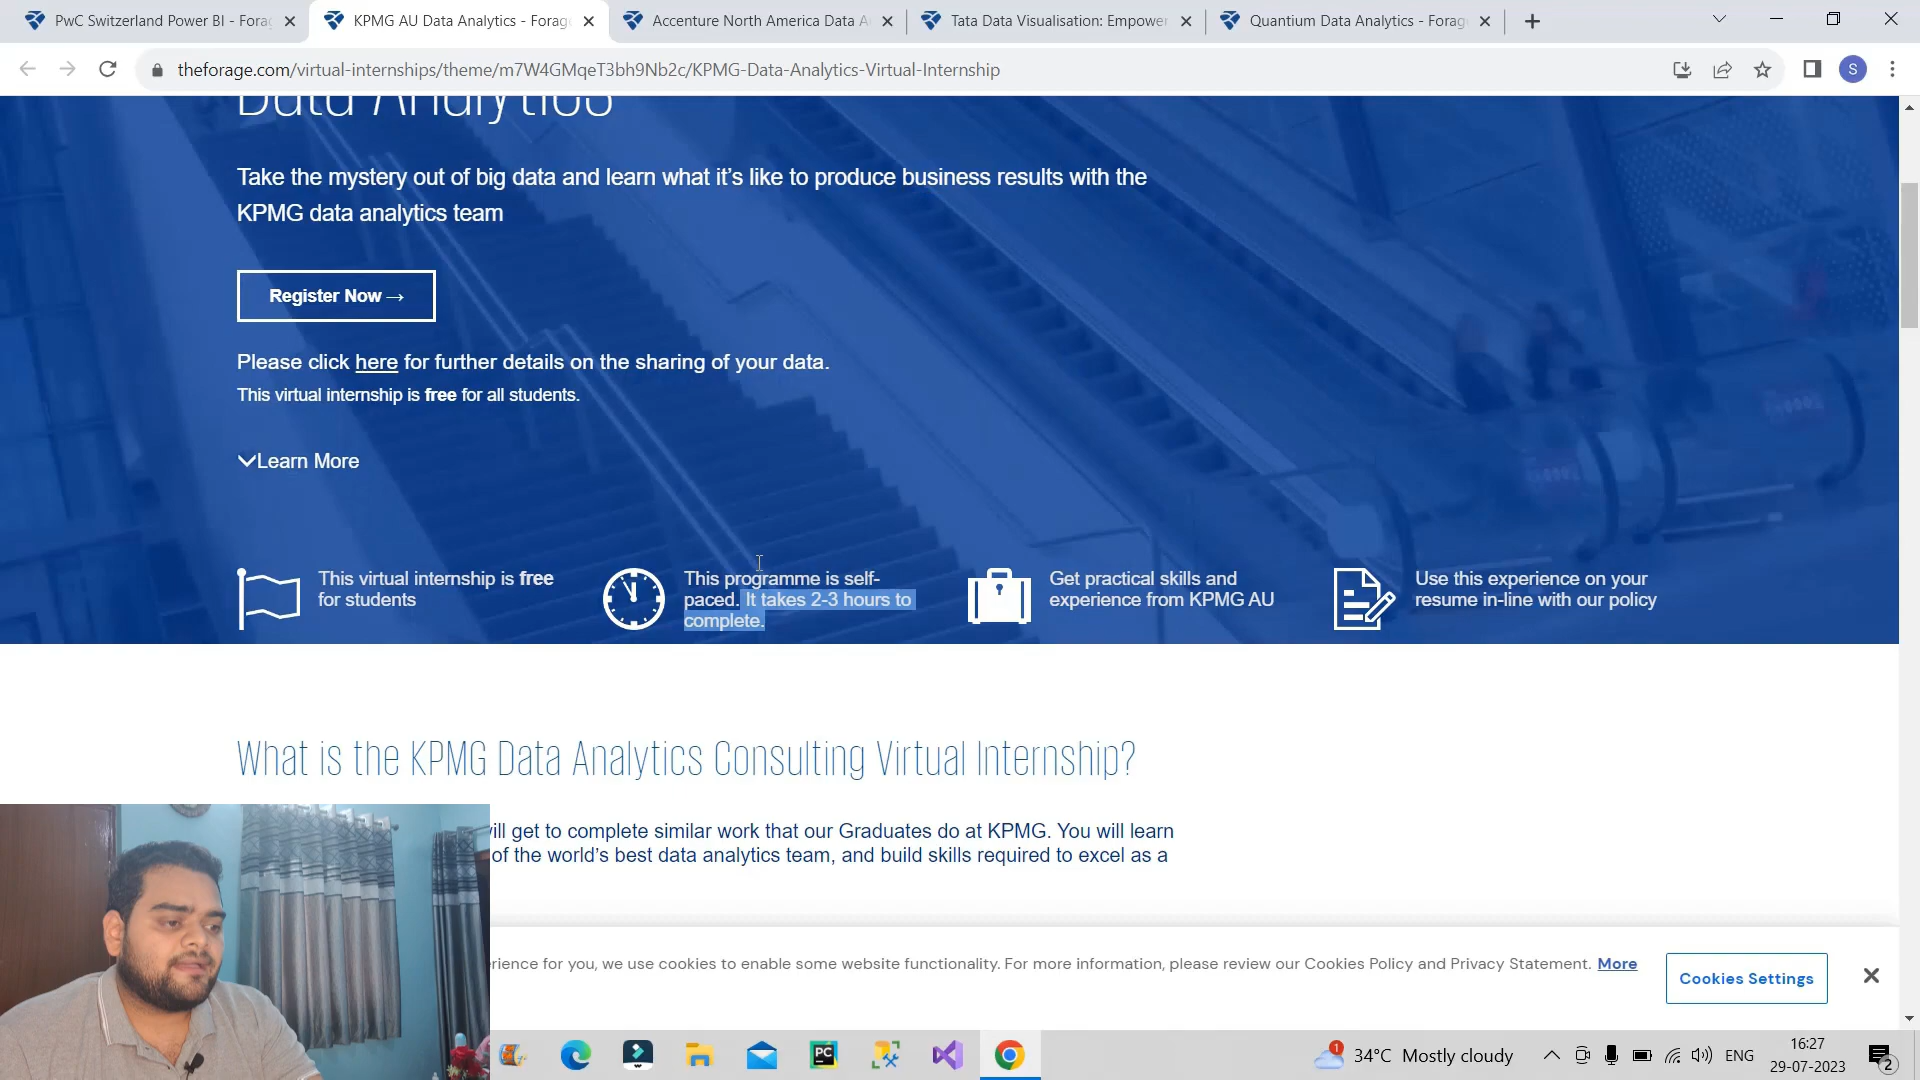 PwC Switzerland Power BI - Forag
KPMG AU Data Analytics - Forage
Accenture North America Data A
Tata Data Visualisation: Empower
Quantium Data Analytics - Forag
theforage.com/virtual-internships/theme/m7W4GMqeT3bh9Nb2c/KPMG-Data-Analytics-Virtual-Internship
S
Data Analytics
Take the mystery out of big data and learn what it's like to produce business results with the
KPMG data analytics team
Register Now →
Please click here for further details on the sharing of your data.
This virtual internship is free for all students.
Learn More
This virtual internship is free
for students
This programme is self-
paced. It takes 2-3 hours to
complete.
Get practical skills and
experience from KPMG AU
Use this experience on your
resume in-line with our policy
What is the KPMG Data Analytics Consulting Virtual Internship?
will get to complete similar work that our Graduates do at KPMG. You will learn
of the world's best data analytics team, and build skills required to excel as a
rience for you, we use cookies to enable some website functionality. For more information, please review our Cookies Policy and Privacy Statement. More
Cookies Settings
PC
1
34°C Mostly cloudy
ENG
16:27
29-07-2023
2